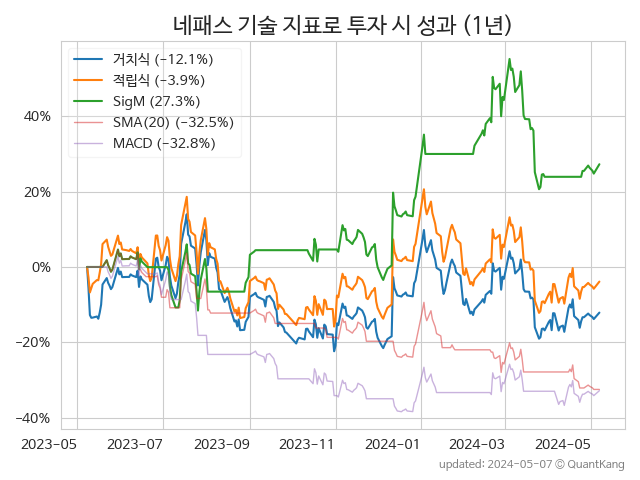 네패스 기술 지표로 투자 시 성과 (1년)
거치식 (−12.1%)
적립식 (−3.9%)
SigM (27.3%)
SMA(20) (−32.5%)
MACD (−32.8%)
40%
20%
0%
−20%
−40%
2023-05 2023-07 2023-09 2023-11 2024-01 2024-03 2024-05
updated: 2024-05-07 © QuantKang